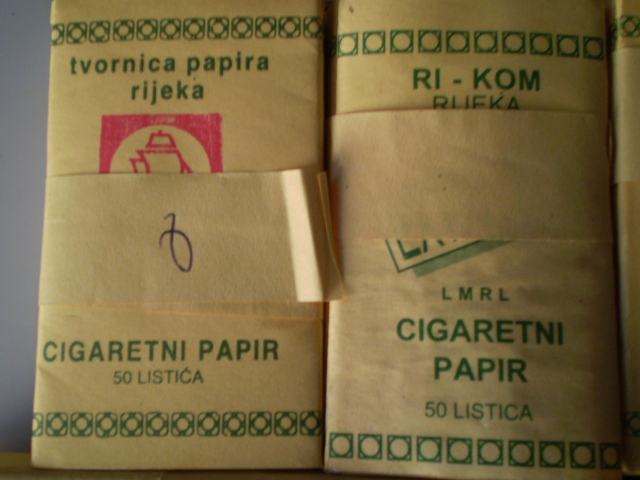 tvornica papira
rijeka
CIGARETNI PAPIR
50 LISTIĆA
RI - KOM
RIJEKA
LMRL
CIGARETNI
PAPIR
50 LISTICA